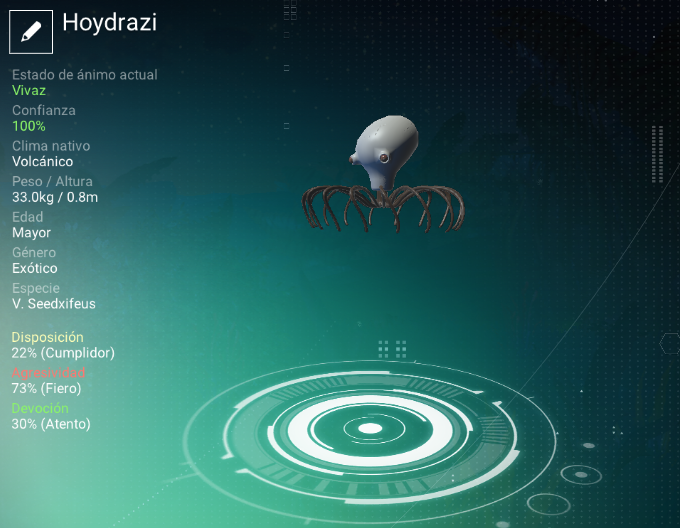 Hoydrazi
Estado de ánimo actual
Vivaz
Confianza
100%
Clima nativo
Volcánico
Peso / Altura
33.0kg / 0.8m
Edad
Mayor
Género
Exótico
Especie
V. Seedxifeus
Disposición
22% (Cumplidor)
Agresividad
73% (Fiero)
Devoción
30% (Atento)